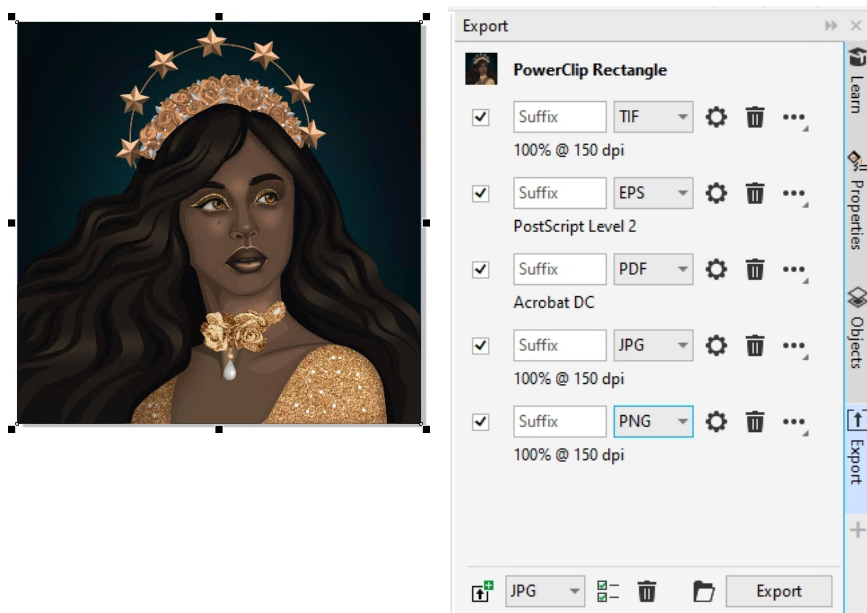 Export
PowerClip Rectangle
Suffix TIF
100% @ 150 dpi
Suffix EPS
PostScript Level 2
Suffix PDF
Acrobat DC
Suffix JPG
100% @ 150 dpi
Suffix PNG
100% @ 150 dpi
JPG Export
Learn
Properties
Objects
Export